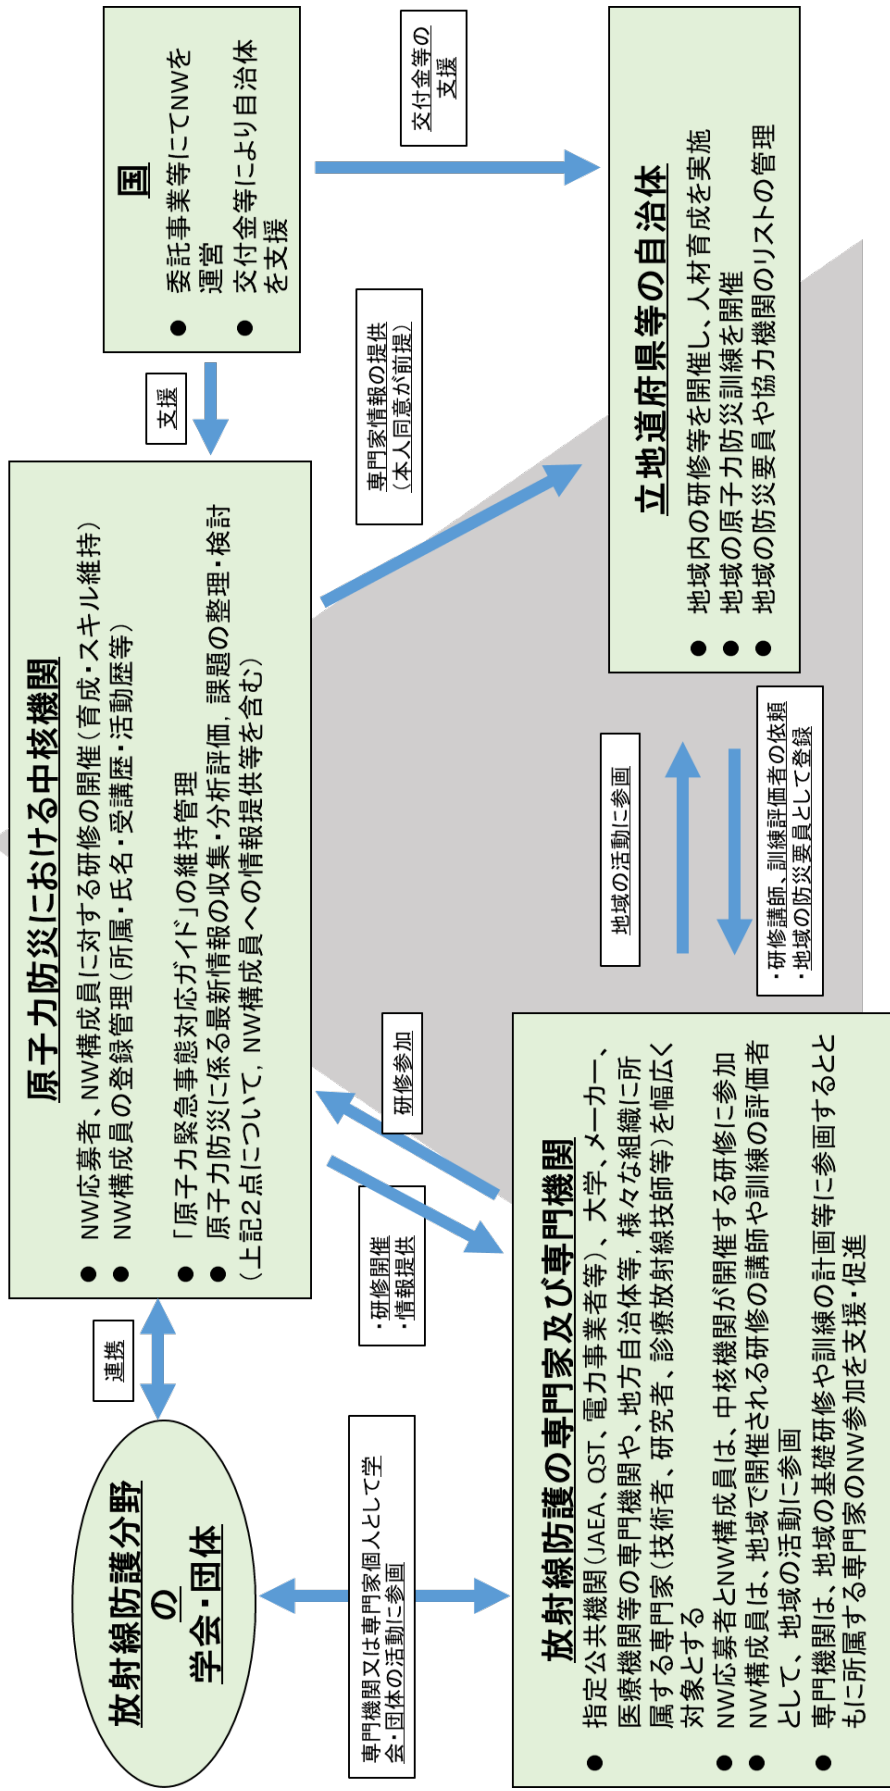 放射線防護分野
の
学会・団体
連携
原子力防災における中核機関
● NW応募者、NW構成員に対する研修の開催(育成・スキル維持)
● NW構成員の登録管理(所属・氏名・受講歴・活動歴等)
● 「原子力緊急事態対応ガイド」の維持管理
● 原子力防災に係る最新情報の収集・分析評価, 課題の整理・検討
(上記2点について, NW構成員への情報提供等を含む)
支援
国
● 委託事業等にてNWを
運営
● 交付金等により自治体
を支援
専門機関又は専門家個人として学
会・団体の活動に参画
・研修開催
・情報提供
研修参加
専門家情報の提供
(本人同意が前提)
交付金等の
支援
放射線防護の専門家及び専門機関
● 指定公共機関(JAEA、QST、電力事業者等)、大学、メーカー、
医療機関等の専門機関や、地方自治体等, 様々な組織に所
属する専門家(技術者、研究者、診療放射線技師等)を幅広く
対象とする
● NW応募者とNW構成員は、中核機関が開催する研修に参加
● NW構成員は、地域で開催される研修の講師や訓練の評価者
として、地域の活動に参画
● 専門機関は、地域の基礎研修や訓練の計画等に参画するとと
もに所属する専門家のNW参加を支援・促進
地域の活動に参画
・研修講師、訓練評価者の依頼
・地域の防災要員として登録
立地道府県等の自治体
● 地域内の研修等を開催し、人材育成を実施
● 地域の原子力防災訓練を開催
● 地域の防災要員や協力機関のリストの管理